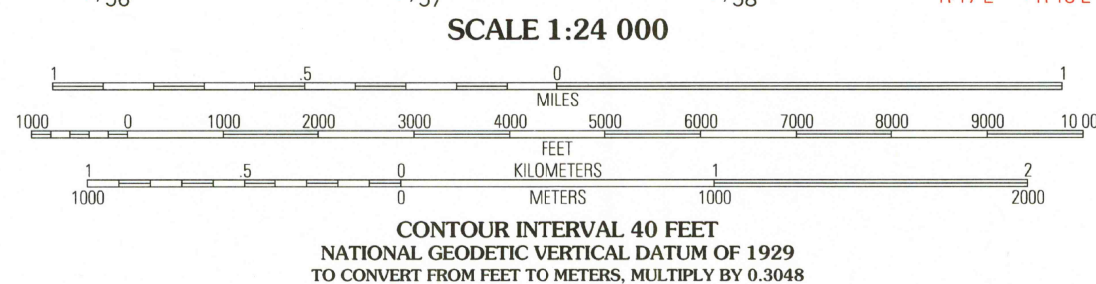 SCALE 1:24 000
1 .5 0 1
MILES
1000 0 1000 2000 3000 4000 5000 6000 7000 8000 9000 10 00
FEET
1 .5 0 KILOMETERS 1 2
1000 0 METERS 1000 2000
CONTOUR INTERVAL 40 FEET
NATIONAL GEODETIC VERTICAL DATUM OF 1929
TO CONVERT FROM FEET TO METERS, MULTIPLY BY 0.3048